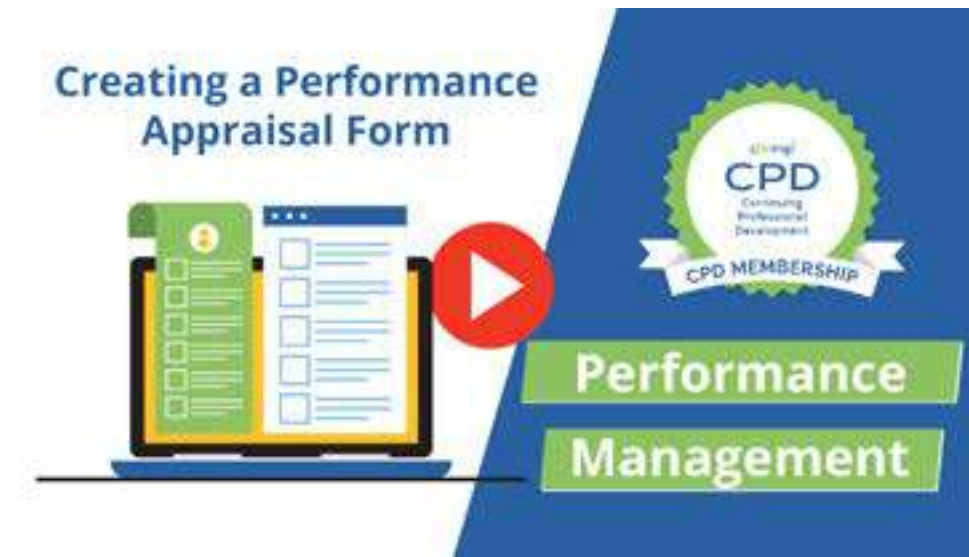 Creating a Performance
Appraisal Form
CPD
Continuing
Professional
Development
CPD MEMBERSHIP
Performance
Management